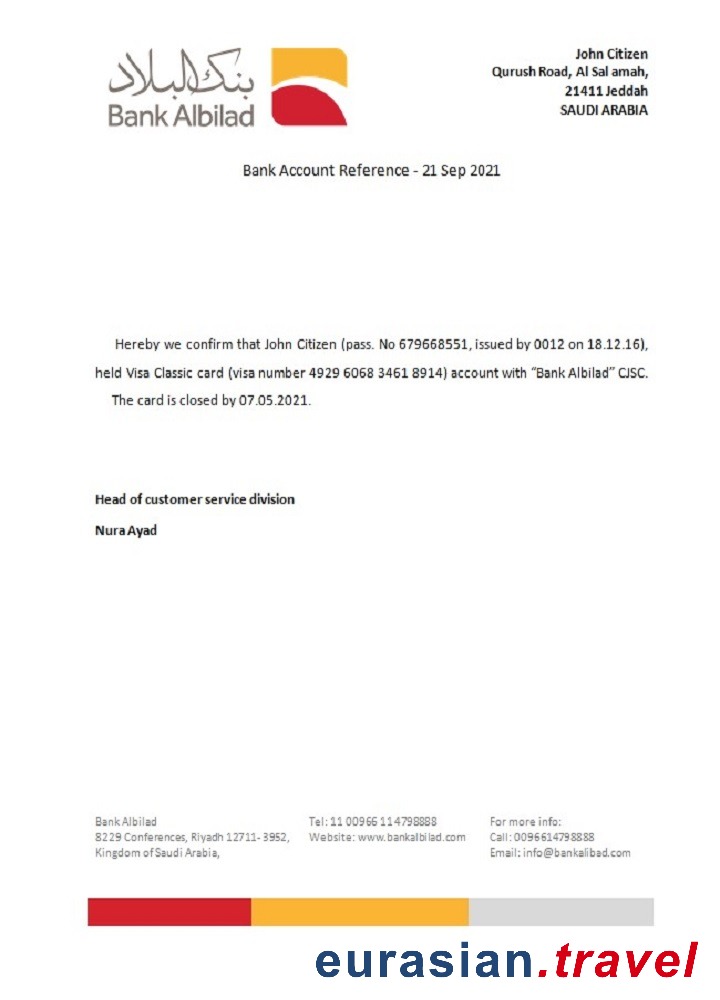 بنك البلاد
Bank Albilad
John Citizen
Qurush Road, Al Sal amah,
21411 Jeddah
SAUDI ARABIA
Bank Account Reference - 21 Sep 2021
Hereby we confirm that John Citizen (pass. No 679668551, issued by 0012 on 18.12.16),
held Visa Classic card (visa number 4929 6068 3461 8914) account with “Bank Albilad” CJSC.
The card is closed by 07.05.2021.
Head of customer service division
Nura Ayad
Bank Albilad
8229 Conferences, Riyadh 12711- 3952,
Kingdom of Saudi Arabia,
Tel: 11 00966 114798888
Website: www.bankalbilad.com
For more info:
Call: 0096614798888
Email: info@bankalibad.com
eurasian.travel